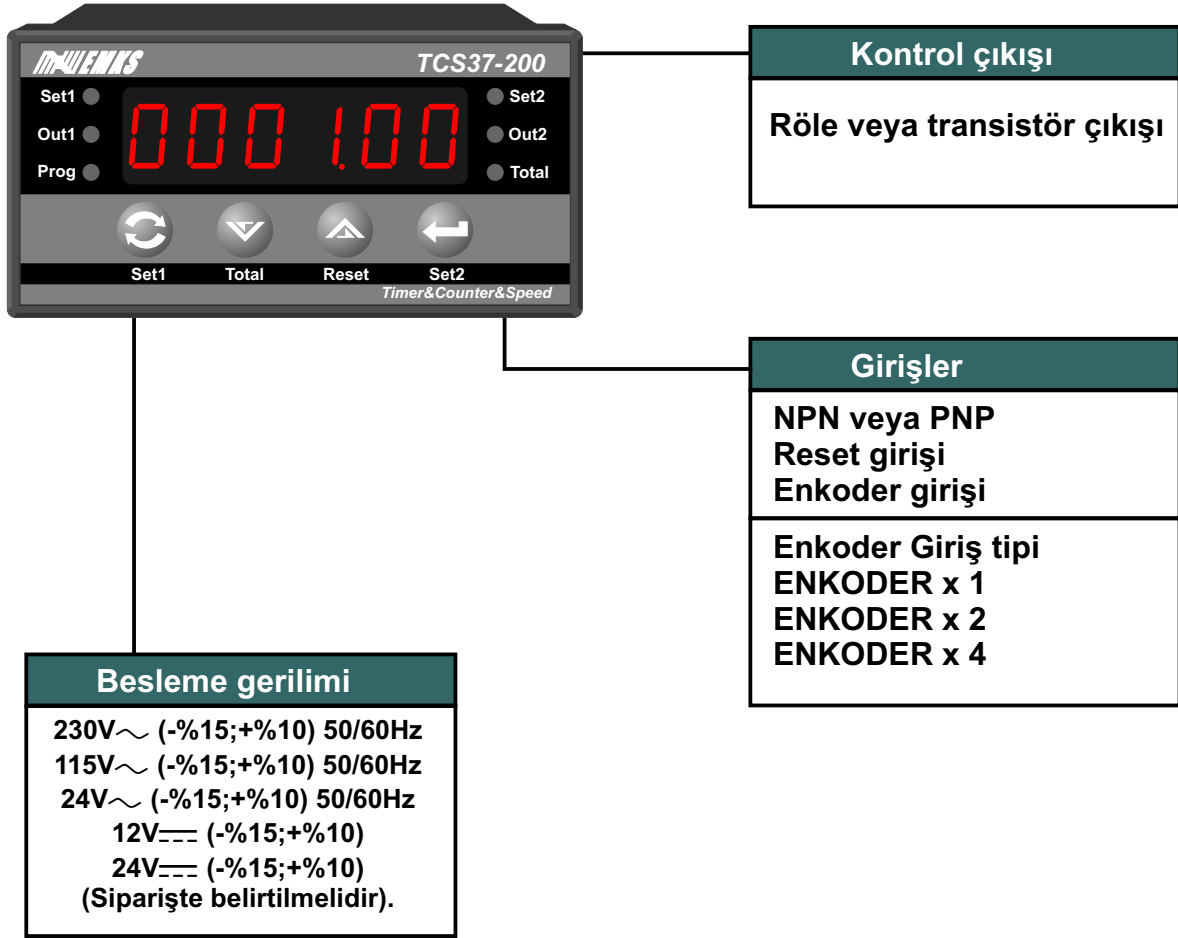 TCS37-200
Set1
Out1
Prog
0001.00
Set2
Out2
Total
Set1 Total Reset Set2
Timer&Counter&Speed
Kontrol çıkışı
Röle veya transistör çıkışı
Girişler
NPN veya PNP
Reset girişi
Enkoder girişi
Enkoder Giriş tipi
ENKODER x 1
ENKODER x 2
ENKODER x 4
Besleme gerilimi
230V～ (-%15;+%10) 50/60Hz
115V～ (-%15;+%10) 50/60Hz
24V～ (-%15;+%10) 50/60Hz
12V⎓ (-%15;+%10)
24V⎓ (-%15;+%10)
(Siparişte belirtilmelidir).